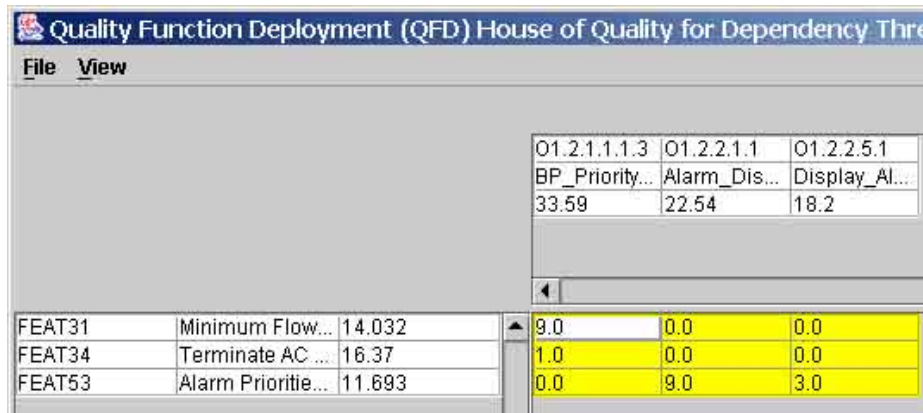 Quality Function Deployment (QFD) House of Quality for Dependency Thre
File View
O1.2.1.1.1.3 O1.2.2.1.1 O1.2.2.5.1
BP_Priority... Alarm_Dis... Display_Al...
33.59 22.54 18.2
FEAT31 Minimum Flow... 14.032 9.0 0.0 0.0
FEAT34 Terminate AC ... 16.37 1.0 0.0 0.0
FEAT53 Alarm Prioritie... 11.693 0.0 9.0 3.0